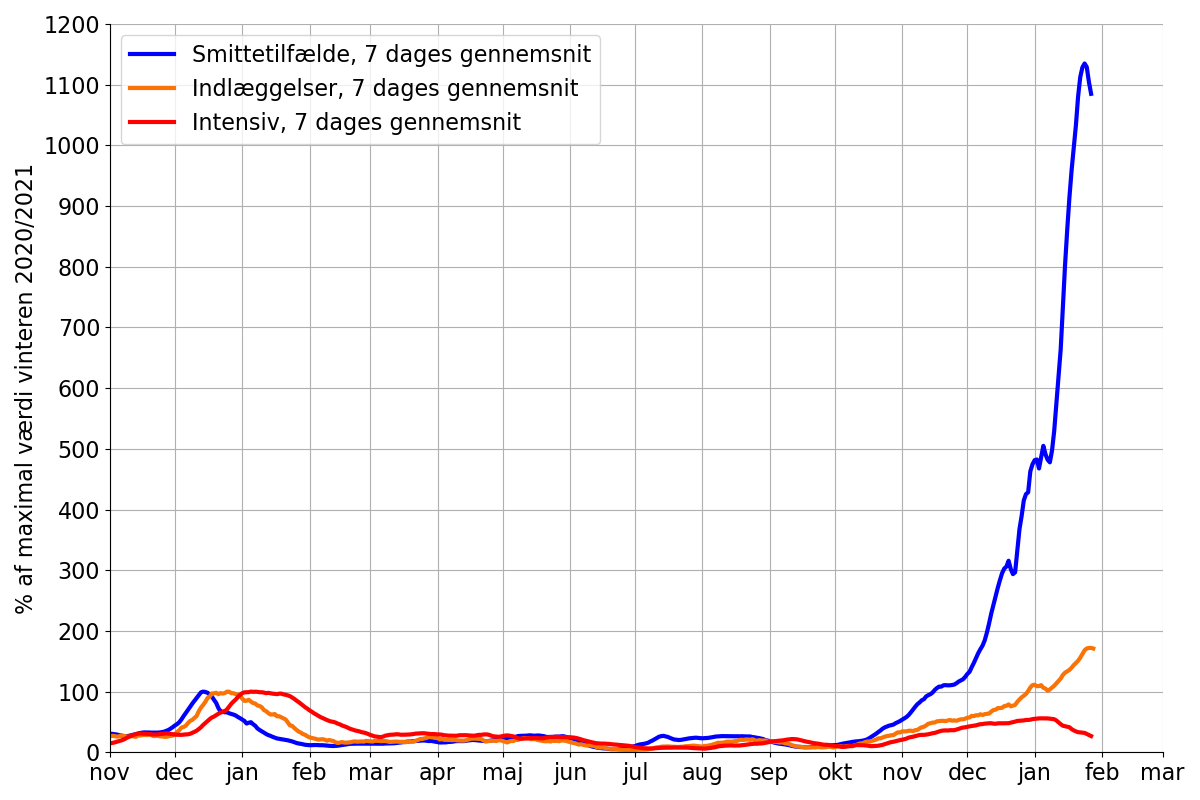 Smittetilfælde, 7 dages gennemsnit
Indlæggelser, 7 dages gennemsnit
Intensiv, 7 dages gennemsnit
% af maximal værdi vinteren 2020/2021
1200
1100
1000
900
800
700
600
500
400
300
200
100
0
nov dec jan feb mar apr maj jun jul aug sep okt nov dec jan feb mar